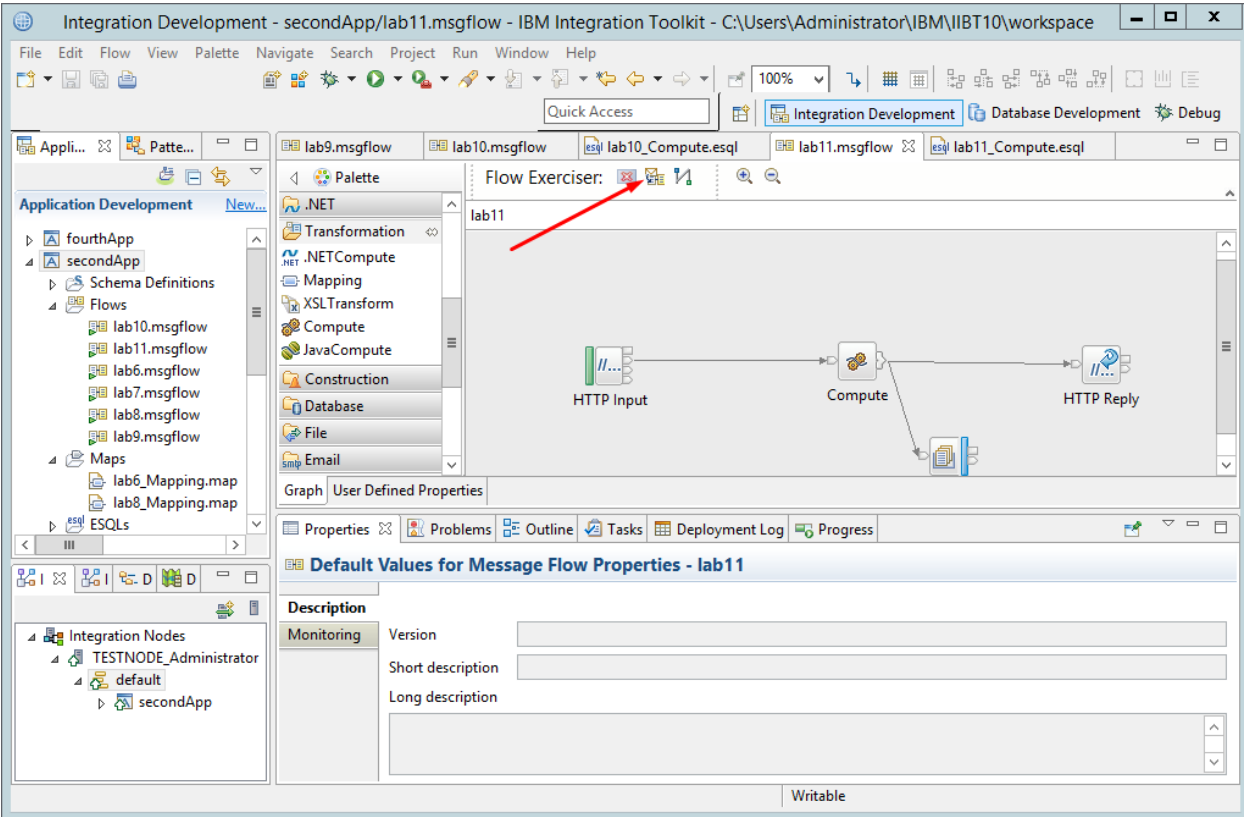 Integration Development - secondApp/lab11.msgflow - IBM Integration Toolkit - C:\Users\Administrator\IBM\IIBT10\workspace
File Edit Flow View Palette Navigate Search Project Run Window Help
100%
Quick Access
Integration Development
Database Development
Debug
Appli...
Patte...
Application Development
New...
fourthApp
secondApp
Schema Definitions
Flows
lab10.msgflow
lab11.msgflow
lab6.msgflow
lab7.msgflow
lab8.msgflow
lab9.msgflow
Maps
lab6_Mapping.map
lab8_Mapping.map
esql ESQLs
I
I
D
D
Integration Nodes
TESTNODE_Administrator
default
secondApp
lab9.msgflow
lab10.msgflow
esql lab10_Compute.esql
lab11.msgflow
esql lab11_Compute.esql
Palette
.NET
Transformation
.NET .NETCompute
Mapping
XSLTransform
Compute
JavaCompute
Construction
Database
File
smtp Email
Flow Exerciser:
lab11
//...
HTTP Input
Compute
//...
HTTP Reply
Graph
User Defined Properties
Properties
Problems
Outline
Tasks
Deployment Log
Progress
Default Values for Message Flow Properties - lab11
Description
Monitoring
Version
Short description
Long description
Writable